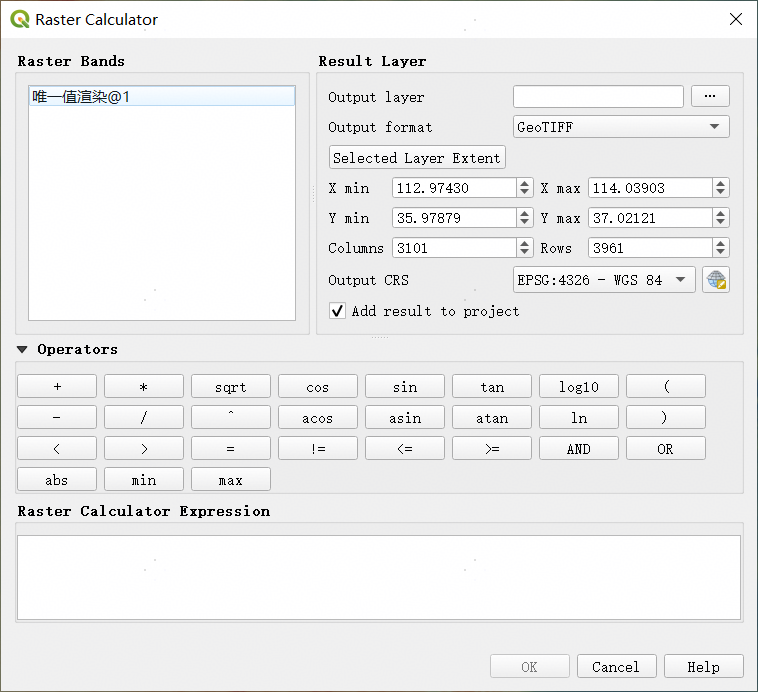 Raster Calculator
Raster Bands
唯一值渲染@1
Result Layer
Output layer
...
Output format GeoTIFF
Selected Layer Extent
X min 112.97430 X max 114.03903
Y min 35.97879 Y max 37.02121
Columns 3101 Rows 3961
Output CRS EPSG:4326 - WGS 84
Add result to project
Operators
+ * sqrt cos sin tan log10 (
- / ^ acos asin atan ln )
< > = != <= >= AND OR
abs min max
Raster Calculator Expression
OK Cancel Help